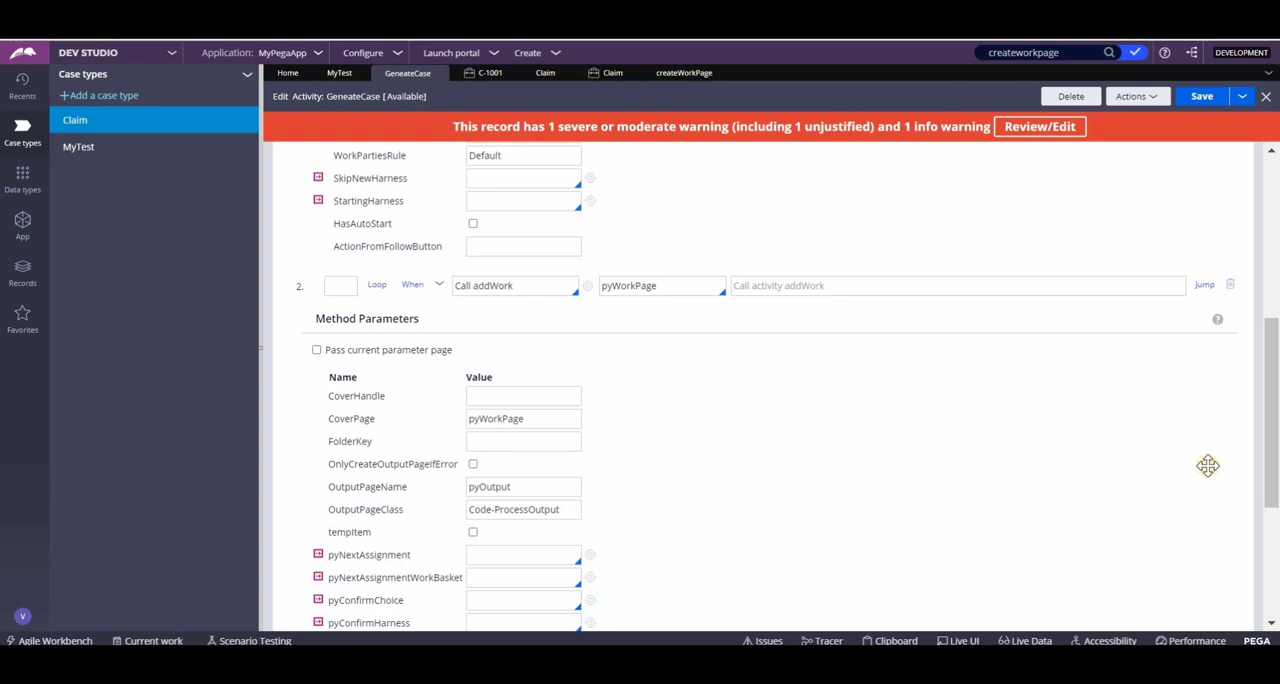 DEV STUDIO Application: MyPegaApp Configure Launch portal Create createworkpage DEVELOPMENT
Recents
Case types
Data types
App
Records
Favorites
V
Case types
+Add a case type
Claim
MyTest
Home MyTest GeneateCase C-1001 Claim Claim createWorkPage
Edit Activity: GeneateCase [Available] Delete Actions Save
This record has 1 severe or moderate warning (including 1 unjustified) and 1 info warning Review/Edit
WorkPartiesRule Default
SkipNewHarness
StartingHarness
HasAutoStart
ActionFromFollowButton
2. Loop When Call addWork pyWorkPage Call activity addWork Jump
Method Parameters
Pass current parameter page
Name Value
CoverHandle
CoverPage pyWorkPage
FolderKey
OnlyCreateOutputPageIfError
OutputPageName pyOutput
OutputPageClass Code-ProcessOutput
tempItem
pyNextAssignment
pyNextAssignmentWorkBasket
pyConfirmChoice
pyConfirmHarness
Agile Workbench Current work Scenario Testing Issues Tracer Clipboard Live UI Live Data Accessibility Performance PEGA